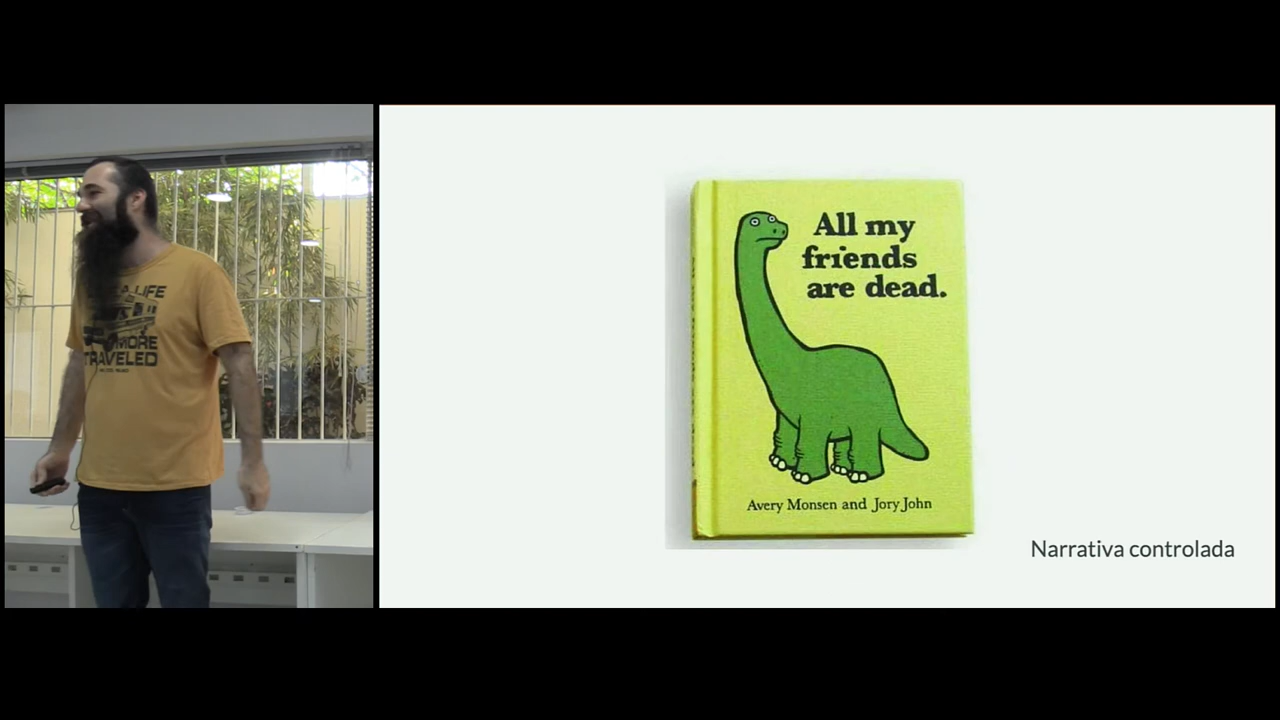 A LIFE
MORE
TRAVELED
All my
friends
are dead.
Avery Monsen and Jory John
Narrativa controlada